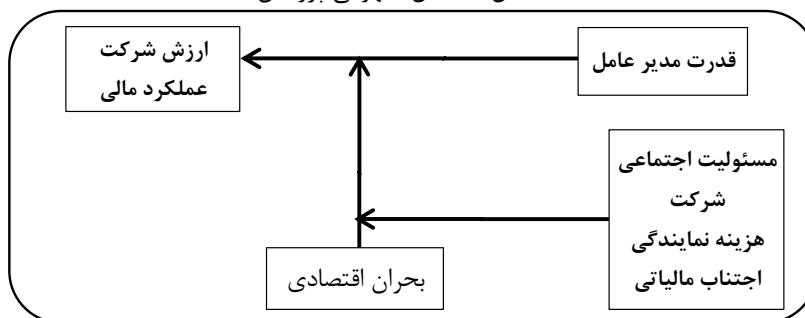 قدرت مدیر عامل
ارزش شرکت
عملکرد مالی
مسئولیت اجتماعی
شرکت
هزینه نمایندگی
اجتناب مالیاتی
بحران اقتصادی